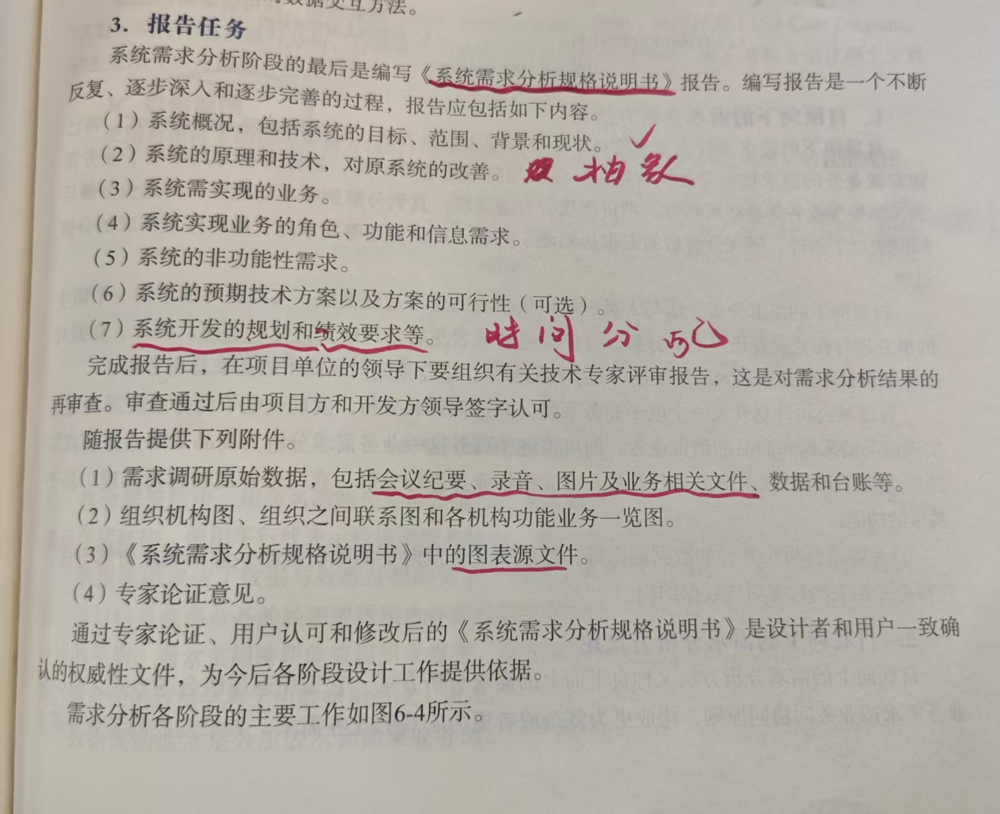 数据交互方法。
3. 报告任务
系统需求分析阶段的最后是编写《系统需求分析规格说明书》报告。编写报告是一个不断
反复、逐步深入和逐步完善的过程，报告应包括如下内容。
（1）系统概况，包括系统的目标、范围、背景和现状。
（2）系统的原理和技术，对原系统的改善。 抽象
（3）系统需实现的业务。
（4）系统实现业务的角色、功能和信息需求。
（5）系统的非功能性需求。
（6）系统的预期技术方案以及方案的可行性（可选）。
（7）系统开发的规划和绩效要求等。 时间分配
完成报告后，在项目单位的领导下要组织有关技术专家评审报告，这是对需求分析结果的
再审查。审查通过后由项目方和开发方领导签字认可。
随报告提供下列附件。
（1）需求调研原始数据，包括会议纪要、录音、图片及业务相关文件、数据和台账等。
（2）组织机构图、组织之间联系图和各机构功能业务一览图。
（3）《系统需求分析规格说明书》中的图表源文件。
（4）专家论证意见。
通过专家论证、用户认可和修改后的《系统需求分析规格说明书》是设计者和用户一致确
认的权威性文件，为今后各阶段设计工作提供依据。
需求分析各阶段的主要工作如图6-4所示。